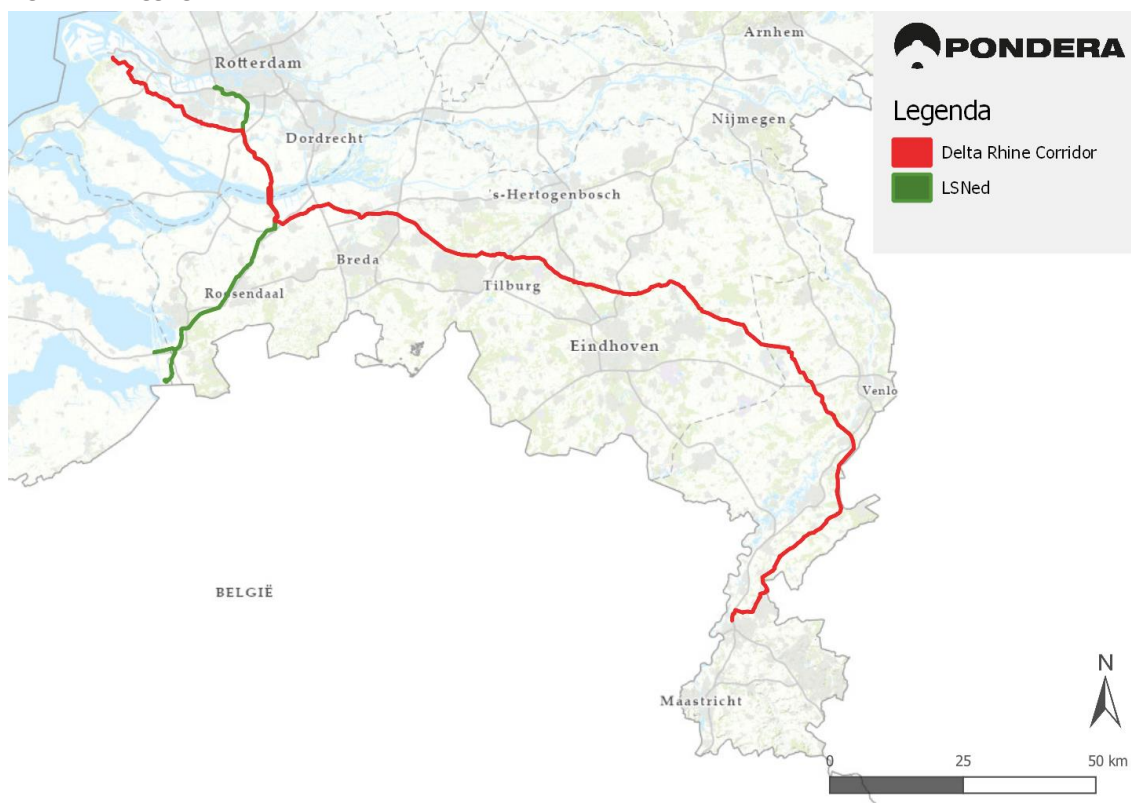 Rotterdam
Arnhem
Dordrecht
Nijmegen
's-Hertogenbosch
Breda
Tilburg
Roosendaal
Eindhoven
Venlo
BELGIË
Maastricht
PONDERA
Legenda
Delta Rhine Corridor
LSNed
N
0 25 50 km